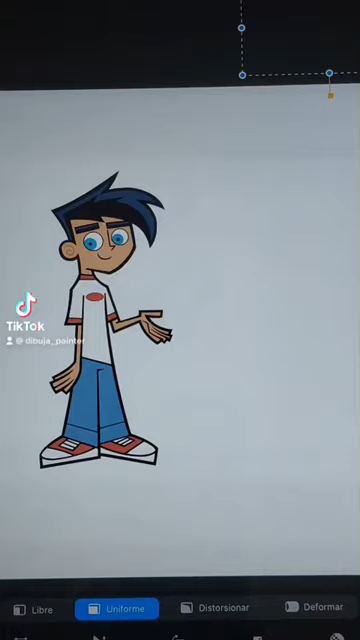 TikTok
@ dibuja_painter
Libre
Uniforme
Distorsionar
Deformar